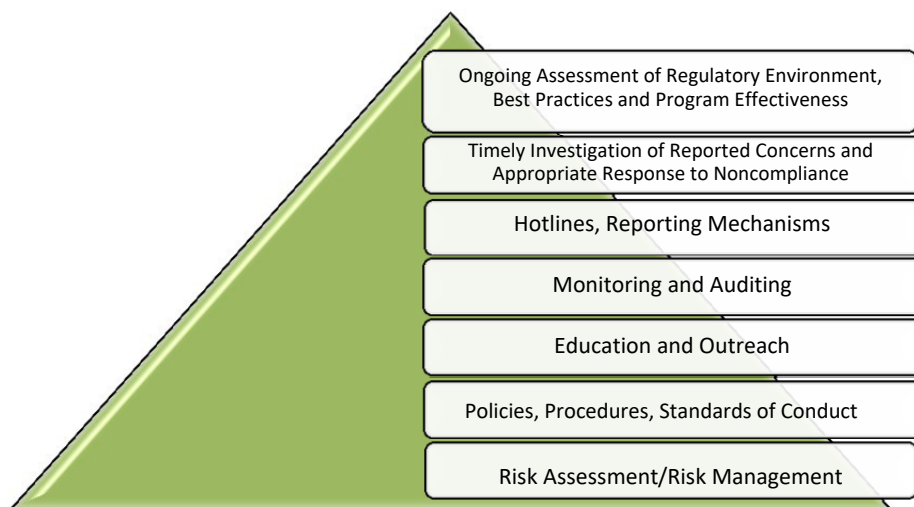 Ongoing Assessment of Regulatory Environment,
Best Practices and Program Effectiveness
Timely Investigation of Reported Concerns and
Appropriate Response to Noncompliance
Hotlines, Reporting Mechanisms
Monitoring and Auditing
Education and Outreach
Policies, Procedures, Standards of Conduct
Risk Assessment/Risk Management